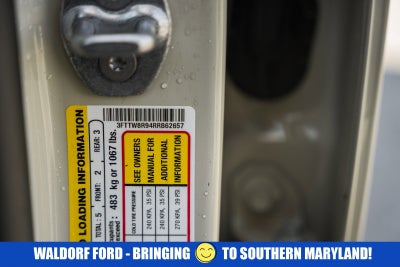 3FTTW8R94RRB62657
D LOADING INFORMATION
TOTAL : 5 FRONT: 2 REAR: 3
upants
exceed : 483 kg or 1067 lbs.
SEE OWNERS
MANUAL FOR
ADDITIONAL
INFORMATION
COLD TIRE PRESSURE
240 KPA, 35 PSI
240 KPA, 35 PSI
270 KPA, 39 PSI
WALDORF FORD - BRINGING TO SOUTHERN MARYLAND!